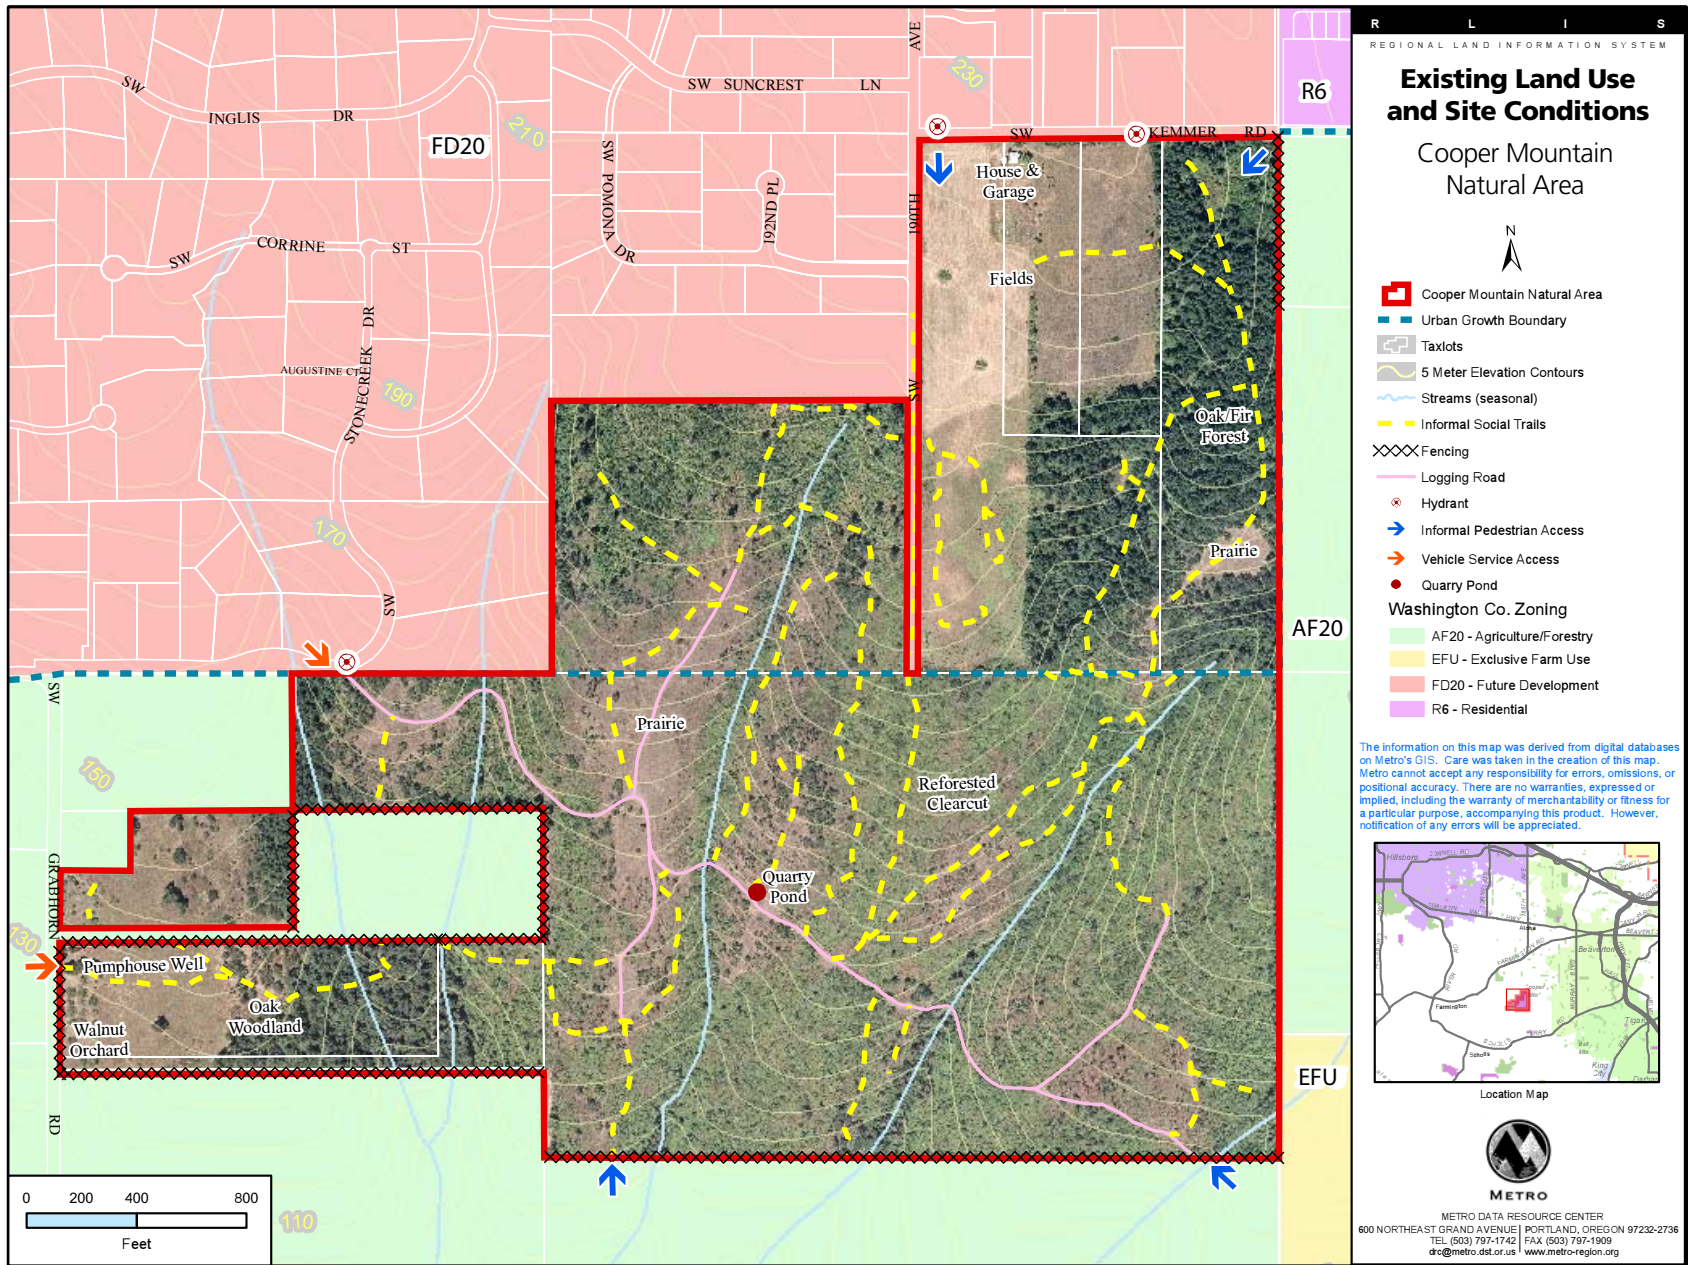 R L I S
REGIONAL LAND INFORMATION SYSTEM
Existing Land Use
and Site Conditions
Cooper Mountain
Natural Area
N
Cooper Mountain Natural Area
Urban Growth Boundary
Taxlots
5 Meter Elevation Contours
Streams (seasonal)
Informal Social Trails
Fencing
Logging Road
Hydrant
Informal Pedestrian Access
Vehicle Service Access
Quarry Pond
Washington Co. Zoning
AF20 - Agriculture/Forestry
EFU - Exclusive Farm Use
FD20 - Future Development
R6 - Residential
The information on this map was derived from digital databases
on Metro's GIS. Care was taken in the creation of this map.
Metro cannot accept any responsibility for errors, omissions, or
positional accuracy. There are no warranties, expressed or
implied, including the warranty of merchantability or fitness for
a particular purpose, accompanying this product. However,
notification of any errors will be appreciated.
Hillsboro
Aloha
Beaverton
Farmington
Scholls
King
City
Location Map
METRO
METRO DATA RESOURCE CENTER
600 NORTHEAST GRAND AVENUE | PORTLAND, OREGON 97232-2736
TEL (503) 797-1742 | FAX (503) 797-1909
drc@metro.dst.or.us | www.metro-region.org
SW INGLIS DR
FD20
210
SW SUNCREST LN
AVE
230
R6
SW KEMMER RD
SW POMONA DR
192ND PL
190TH
SW
House &
Garage
Fields
SW CORRINE ST
AUGUSTINE CT
STONECREEK DR
SW
190
170
Oak/Fir
Forest
Prairie
AF20
SW
150
Prairie
Reforested
Clearcut
GRABHORN
Quarry
Pond
130
Pumphouse Well
Oak
Woodland
Walnut
Orchard
EFU
RD
110
0 200 400 800
Feet